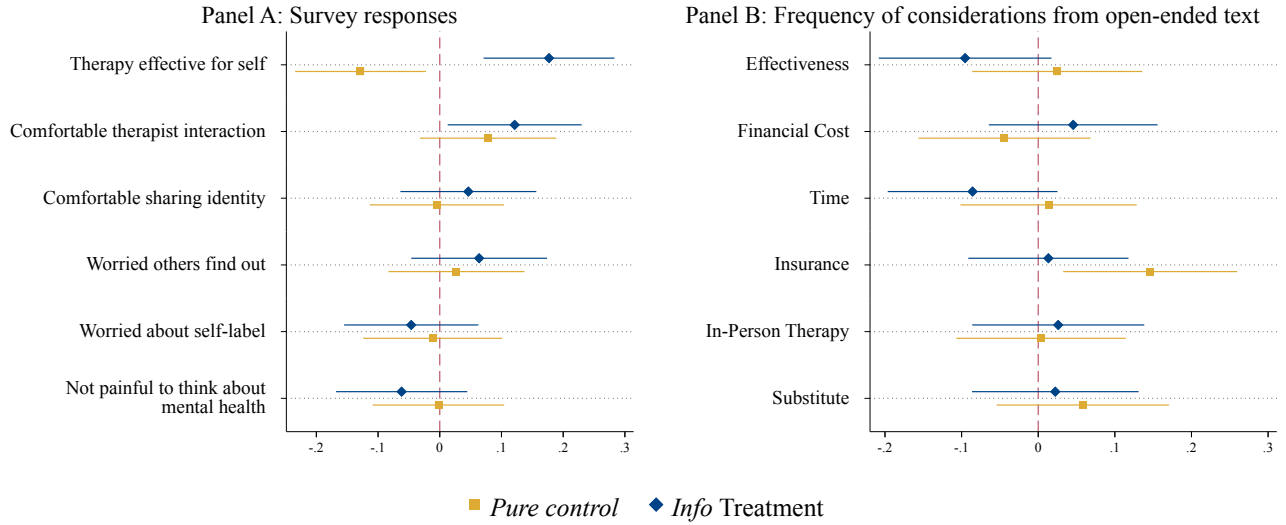 Panel A: Survey responses
Therapy effective for self
Comfortable therapist interaction
Comfortable sharing identity
Worried others find out
Worried about self-label
Not painful to think about
mental health
-.2 -.1 0 .1 .2 .3
Panel B: Frequency of considerations from open-ended text
Effectiveness
Financial Cost
Time
Insurance
In-Person Therapy
Substitute
-.2 -.1 0 .1 .2 .3
Pure control Info Treatment